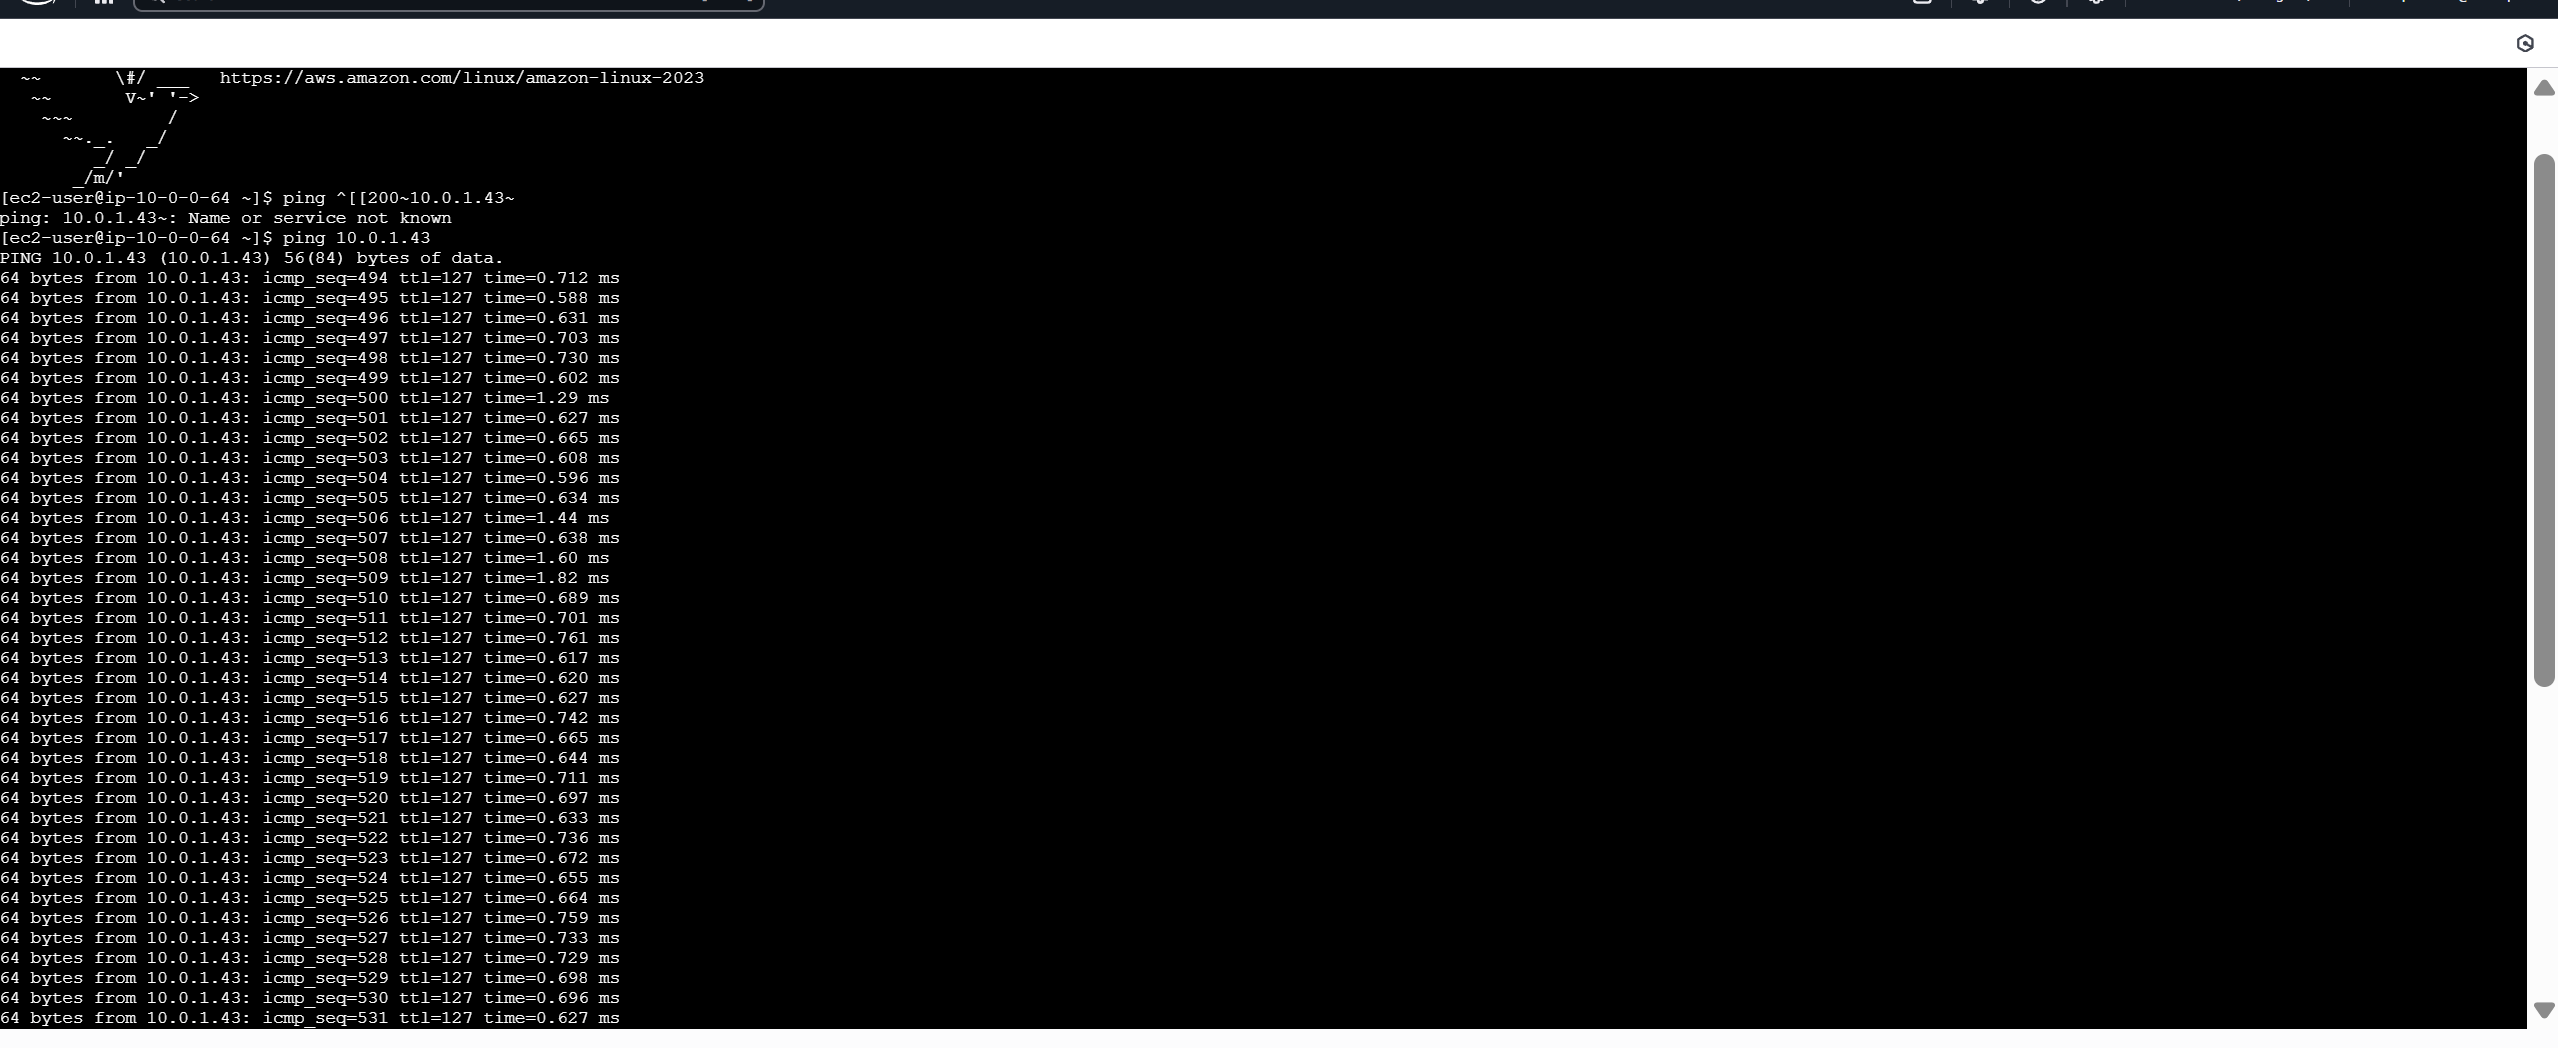 ~~       \#/ ___   https://aws.amazon.com/linux/amazon-linux-2023
~~       V~' '->
~~~         /
~~._.   _/
_/ _/
_/m/'
[ec2-user@ip-10-0-0-64 ~]$ ping ^[[200~10.0.1.43~
ping: 10.0.1.43~: Name or service not known
[ec2-user@ip-10-0-0-64 ~]$ ping 10.0.1.43
PING 10.0.1.43 (10.0.1.43) 56(84) bytes of data.
64 bytes from 10.0.1.43: icmp_seq=494 ttl=127 time=0.712 ms
64 bytes from 10.0.1.43: icmp_seq=495 ttl=127 time=0.588 ms
64 bytes from 10.0.1.43: icmp_seq=496 ttl=127 time=0.631 ms
64 bytes from 10.0.1.43: icmp_seq=497 ttl=127 time=0.703 ms
64 bytes from 10.0.1.43: icmp_seq=498 ttl=127 time=0.730 ms
64 bytes from 10.0.1.43: icmp_seq=499 ttl=127 time=0.602 ms
64 bytes from 10.0.1.43: icmp_seq=500 ttl=127 time=1.29 ms
64 bytes from 10.0.1.43: icmp_seq=501 ttl=127 time=0.627 ms
64 bytes from 10.0.1.43: icmp_seq=502 ttl=127 time=0.665 ms
64 bytes from 10.0.1.43: icmp_seq=503 ttl=127 time=0.608 ms
64 bytes from 10.0.1.43: icmp_seq=504 ttl=127 time=0.596 ms
64 bytes from 10.0.1.43: icmp_seq=505 ttl=127 time=0.634 ms
64 bytes from 10.0.1.43: icmp_seq=506 ttl=127 time=1.44 ms
64 bytes from 10.0.1.43: icmp_seq=507 ttl=127 time=0.638 ms
64 bytes from 10.0.1.43: icmp_seq=508 ttl=127 time=1.60 ms
64 bytes from 10.0.1.43: icmp_seq=509 ttl=127 time=1.82 ms
64 bytes from 10.0.1.43: icmp_seq=510 ttl=127 time=0.689 ms
64 bytes from 10.0.1.43: icmp_seq=511 ttl=127 time=0.701 ms
64 bytes from 10.0.1.43: icmp_seq=512 ttl=127 time=0.761 ms
64 bytes from 10.0.1.43: icmp_seq=513 ttl=127 time=0.617 ms
64 bytes from 10.0.1.43: icmp_seq=514 ttl=127 time=0.620 ms
64 bytes from 10.0.1.43: icmp_seq=515 ttl=127 time=0.627 ms
64 bytes from 10.0.1.43: icmp_seq=516 ttl=127 time=0.742 ms
64 bytes from 10.0.1.43: icmp_seq=517 ttl=127 time=0.665 ms
64 bytes from 10.0.1.43: icmp_seq=518 ttl=127 time=0.644 ms
64 bytes from 10.0.1.43: icmp_seq=519 ttl=127 time=0.711 ms
64 bytes from 10.0.1.43: icmp_seq=520 ttl=127 time=0.697 ms
64 bytes from 10.0.1.43: icmp_seq=521 ttl=127 time=0.633 ms
64 bytes from 10.0.1.43: icmp_seq=522 ttl=127 time=0.736 ms
64 bytes from 10.0.1.43: icmp_seq=523 ttl=127 time=0.672 ms
64 bytes from 10.0.1.43: icmp_seq=524 ttl=127 time=0.655 ms
64 bytes from 10.0.1.43: icmp_seq=525 ttl=127 time=0.664 ms
64 bytes from 10.0.1.43: icmp_seq=526 ttl=127 time=0.759 ms
64 bytes from 10.0.1.43: icmp_seq=527 ttl=127 time=0.733 ms
64 bytes from 10.0.1.43: icmp_seq=528 ttl=127 time=0.729 ms
64 bytes from 10.0.1.43: icmp_seq=529 ttl=127 time=0.698 ms
64 bytes from 10.0.1.43: icmp_seq=530 ttl=127 time=0.696 ms
64 bytes from 10.0.1.43: icmp_seq=531 ttl=127 time=0.627 ms